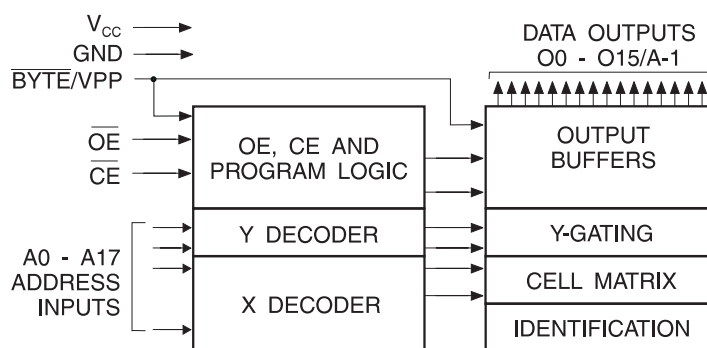 VCC
GND
BYTE/VPP
OE
CE
A0 - A17
ADDRESS
INPUTS
OE, CE AND
PROGRAM LOGIC
Y DECODER
X DECODER
DATA OUTPUTS
O0 - O15/A-1
OUTPUT
BUFFERS
Y-GATING
CELL MATRIX
IDENTIFICATION